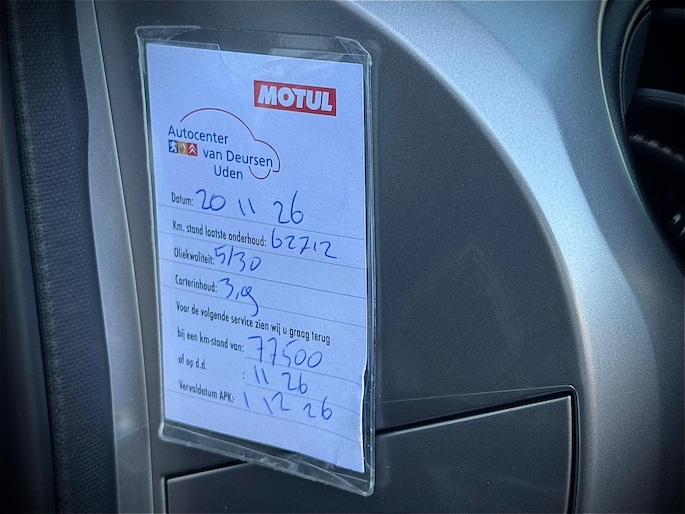 MOTUL
Autocenter
van Deursen
Uden
Datum: 20 11 26
Km. stand laatste onderhoud: 62712
Oliekwaliteit: 5/30
Carterinhoud: 3,9
Voor de volgende service zien wij u graag terug
bij een km-stand van: 77500
of op d.d. : 11 26
Vervaldatum APK: 1 12 26